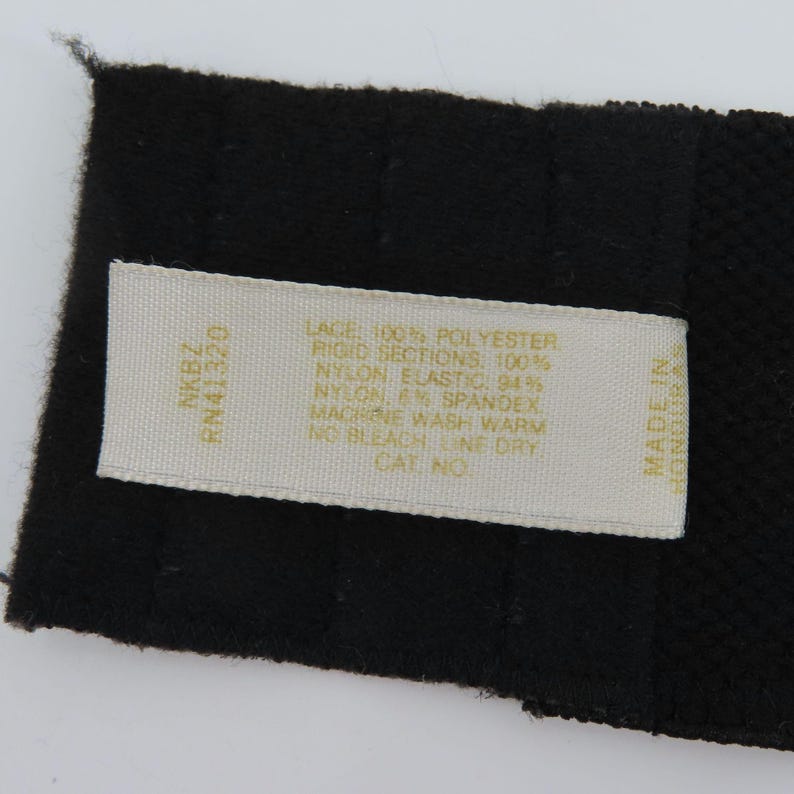 NKBZ
RN41320
LACE, 100% POLYESTER.
RIGID SECTIONS, 100%
NYLON. ELASTIC, 94%
NYLON, 6% SPANDEX.
MACHINE WASH WARM.
NO BLEACH. LINE DRY.
CAT. NO.
MADE IN